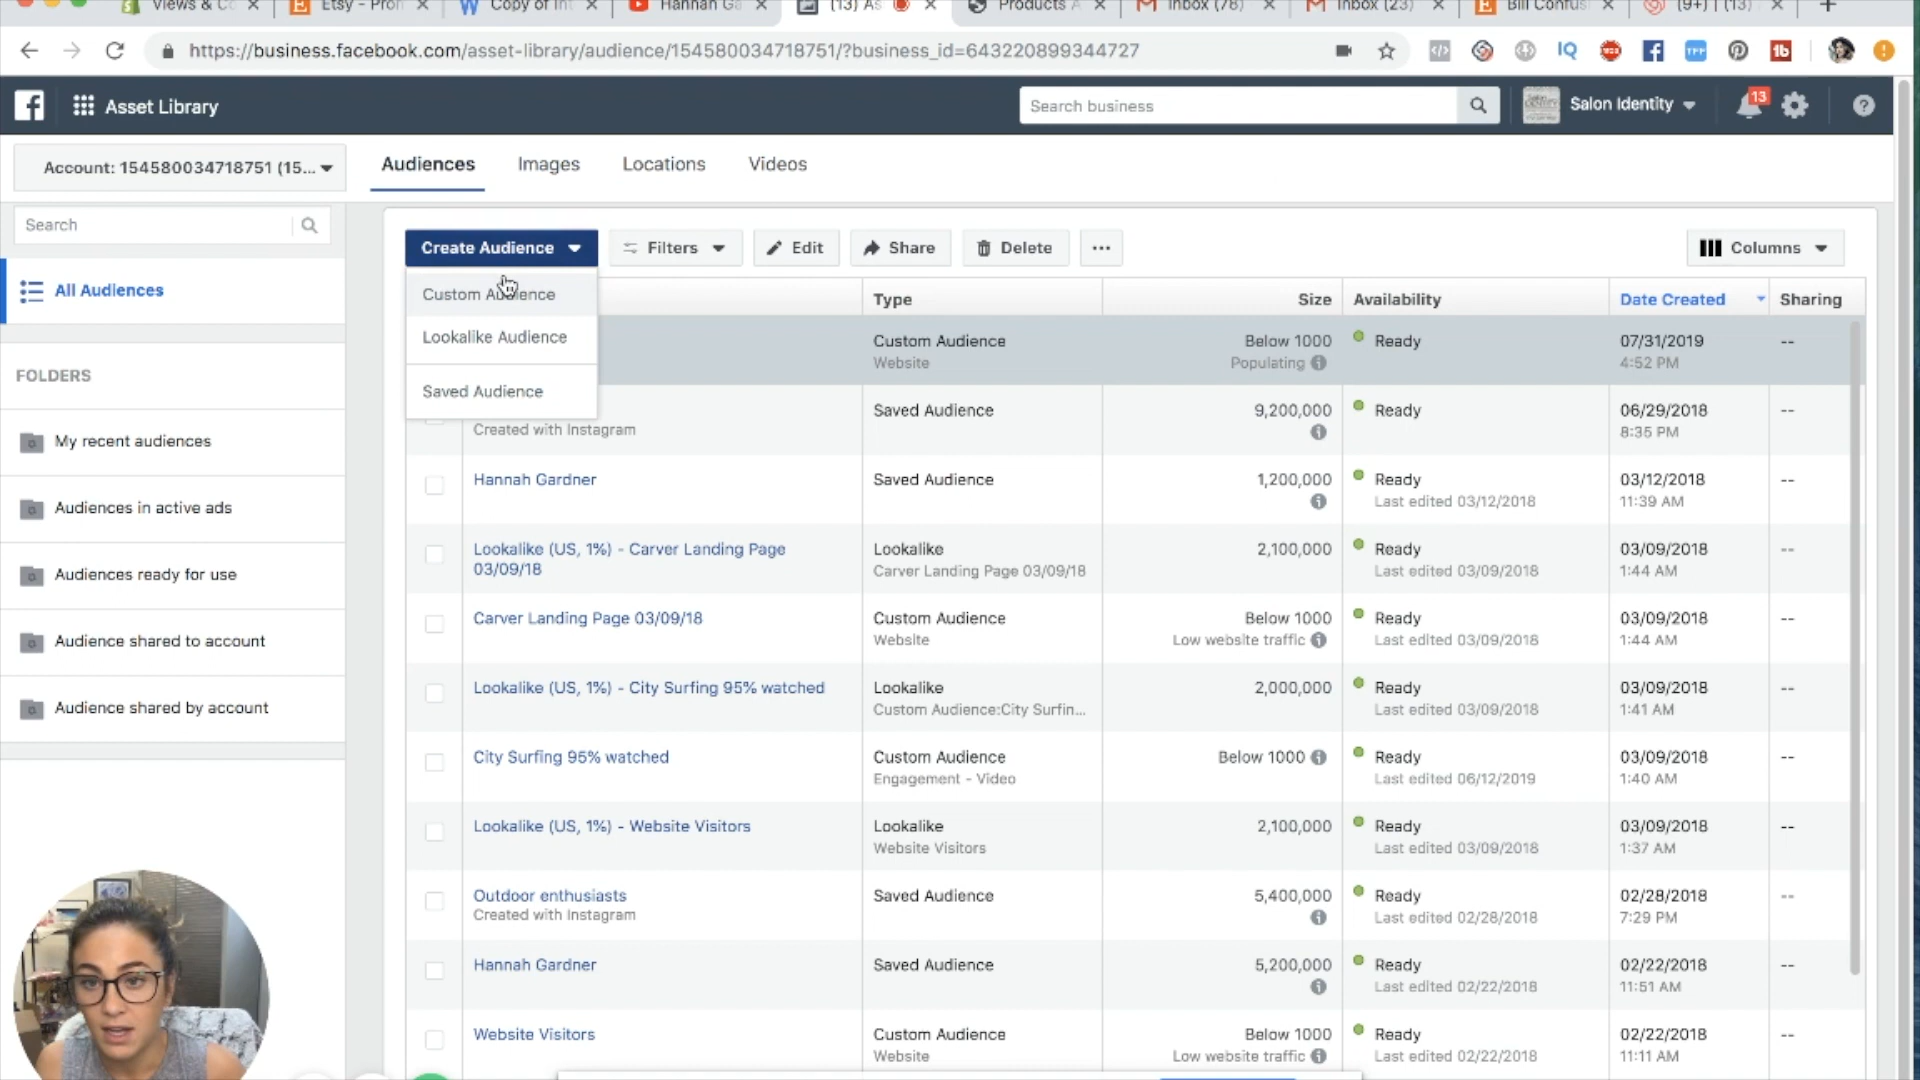 Views & C
Etsy - Pro
Copy of In
Hannah Ga
(13) As
Products A
Inbox (78)
Inbox (23)
Bill Confus
(9+) | (13)
https://business.facebook.com/asset-library/audience/154580034718751/?business_id=643220899344727
Asset Library
Search business
Salon Identity
13
Account: 154580034718751 (15...
Audiences
Images
Locations
Videos
Search
All Audiences
FOLDERS
My recent audiences
Audiences in active ads
Audiences ready for use
Audience shared to account
Audience shared by account
Create Audience
Filters
Edit
Share
Delete
Columns
Custom Audience
Lookalike Audience
Saved Audience
Type
Size
Availability
Date Created
Sharing
Custom Audience
Website
Below 1000
Populating
Ready
07/31/2019
4:52 PM
--
Created with Instagram
Saved Audience
9,200,000
Ready
06/29/2018
8:35 PM
--
Hannah Gardner
Saved Audience
1,200,000
Ready
Last edited 03/12/2018
03/12/2018
11:39 AM
--
Lookalike (US, 1%) - Carver Landing Page
03/09/18
Lookalike
Carver Landing Page 03/09/18
2,100,000
Ready
Last edited 03/09/2018
03/09/2018
1:44 AM
--
Carver Landing Page 03/09/18
Custom Audience
Website
Below 1000
Low website traffic
Ready
Last edited 03/09/2018
03/09/2018
1:44 AM
--
Lookalike (US, 1%) - City Surfing 95% watched
Lookalike
Custom Audience:City Surfin...
2,000,000
Ready
Last edited 03/09/2018
03/09/2018
1:41 AM
--
City Surfing 95% watched
Custom Audience
Engagement - Video
Below 1000
Ready
Last edited 06/12/2019
03/09/2018
1:40 AM
--
Lookalike (US, 1%) - Website Visitors
Lookalike
Website Visitors
2,100,000
Ready
Last edited 03/09/2018
03/09/2018
1:37 AM
--
Outdoor enthusiasts
Created with Instagram
Saved Audience
5,400,000
Ready
Last edited 02/28/2018
02/28/2018
7:29 PM
--
Hannah Gardner
Saved Audience
5,200,000
Ready
Last edited 02/22/2018
02/22/2018
11:51 AM
--
Website Visitors
Custom Audience
Website
Below 1000
Low website traffic
Ready
Last edited 02/22/2018
02/22/2018
11:11 AM
--